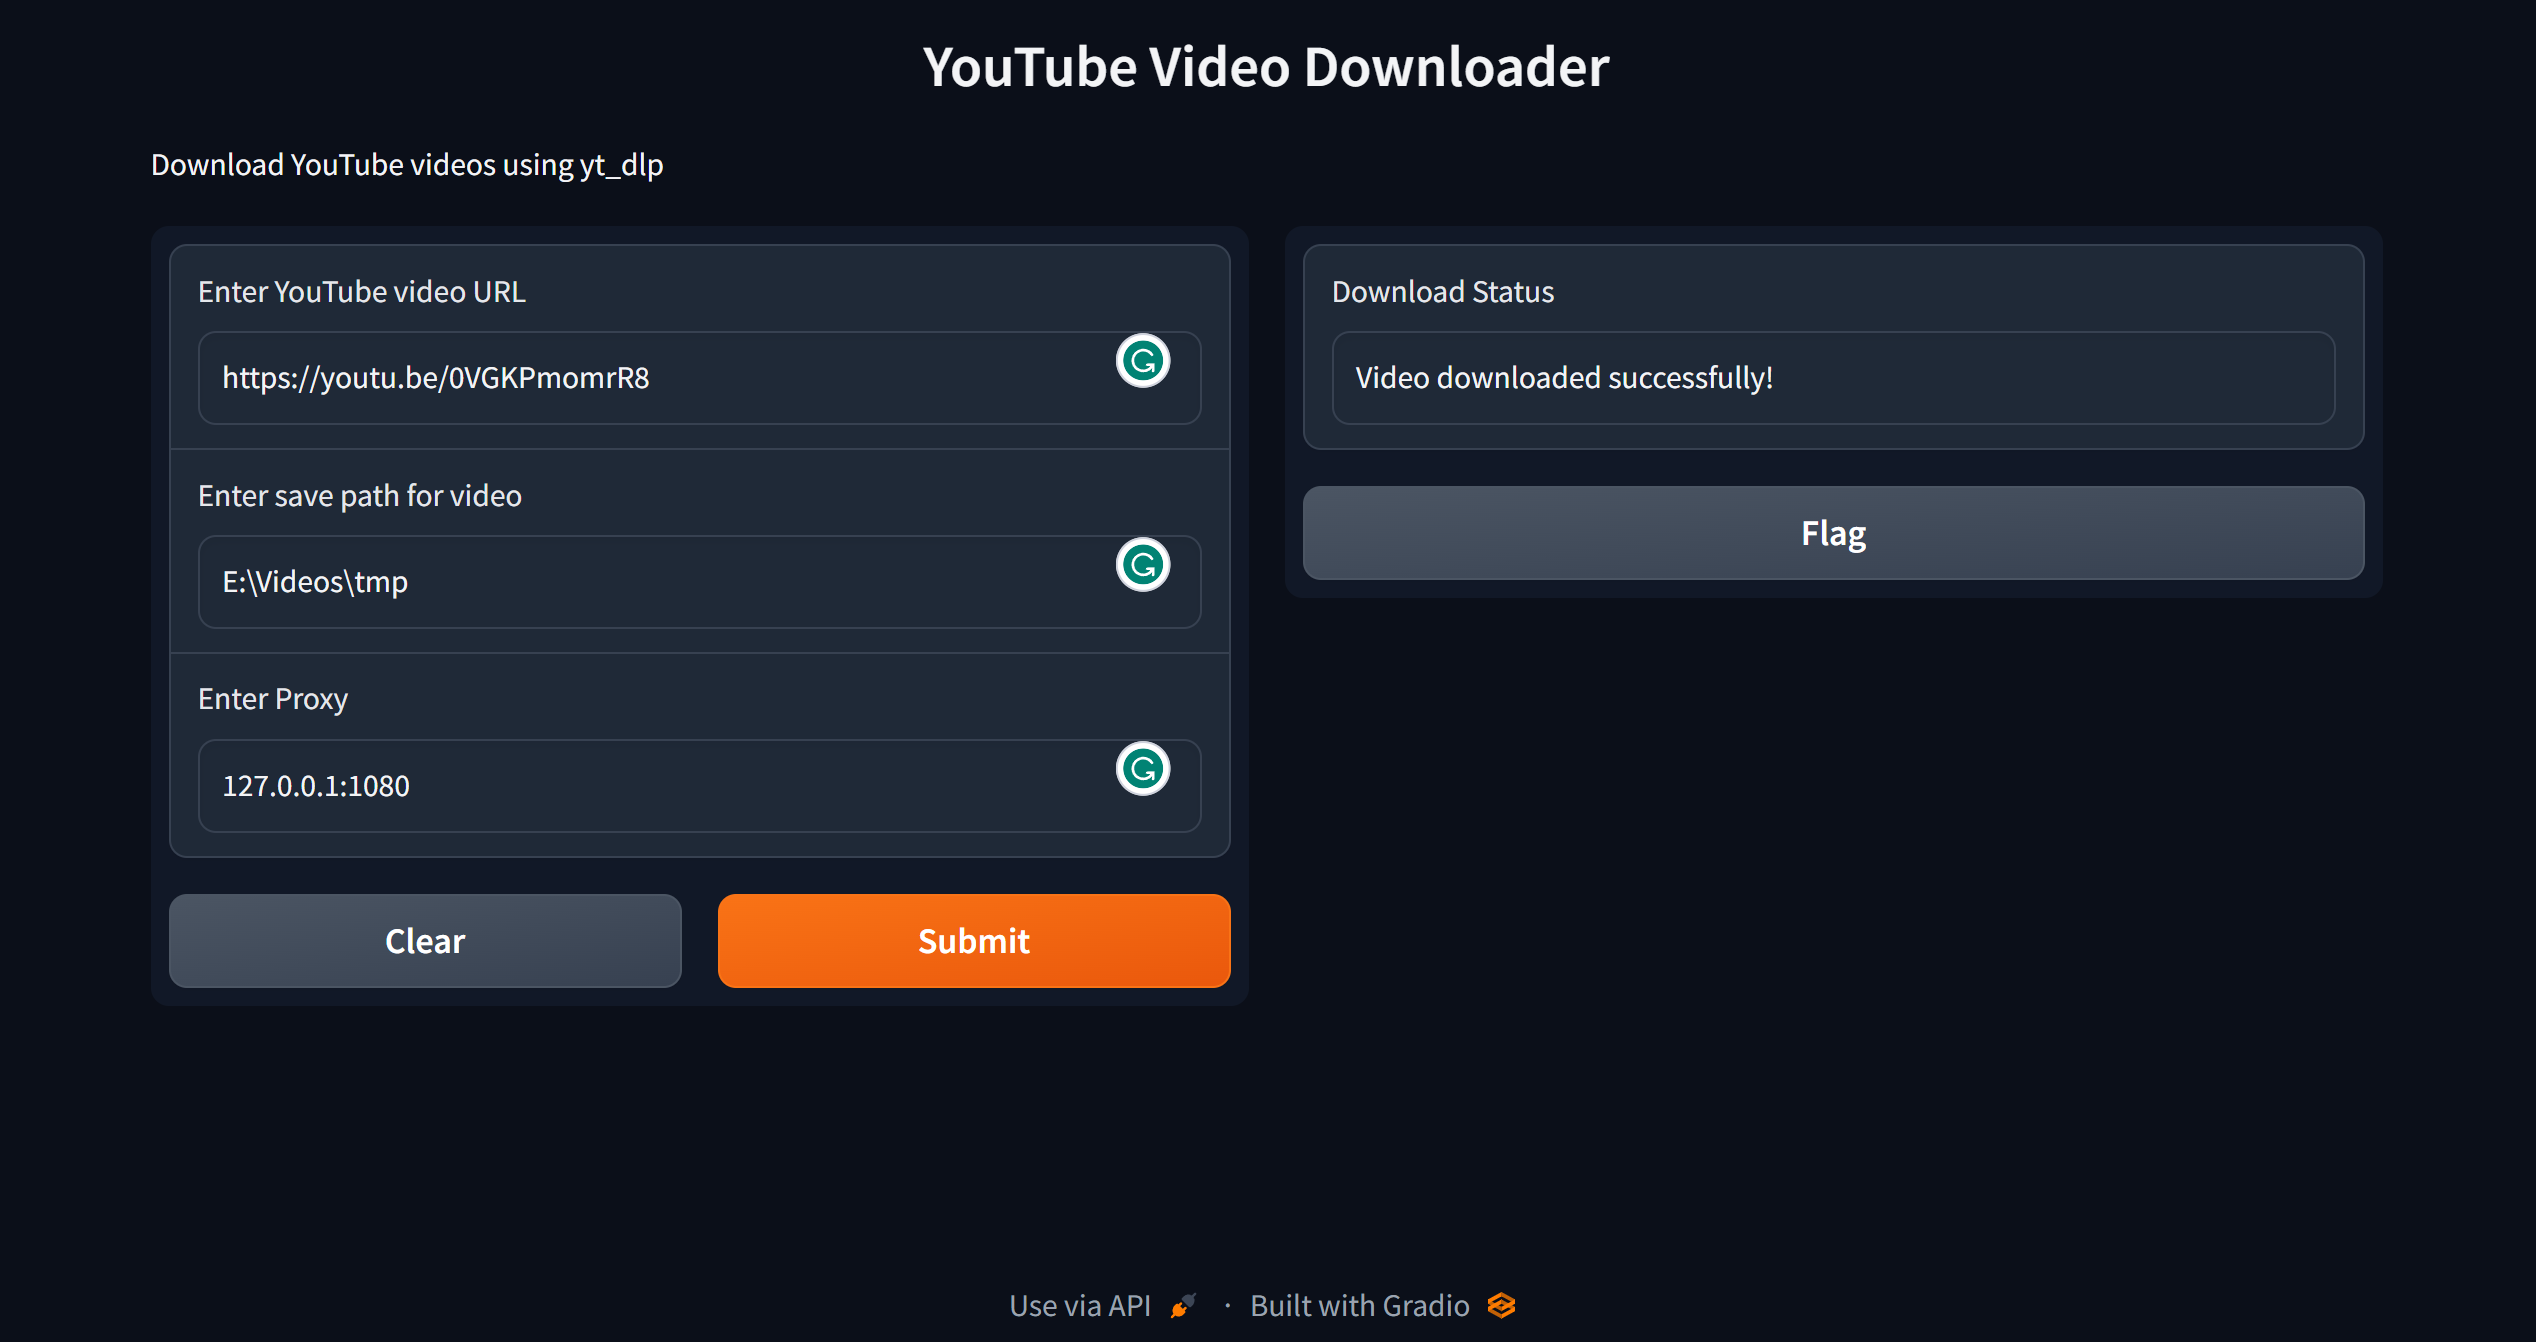 YouTube Video Downloader
Download YouTube videos using yt_dlp
Enter YouTube video URL
https://youtu.be/0VGKPmomrR8
Enter save path for video
E:\Videos\tmp
Enter Proxy
127.0.0.1:1080
Clear
Submit
Download Status
Video downloaded successfully!
Flag
Use via API · Built with Gradio